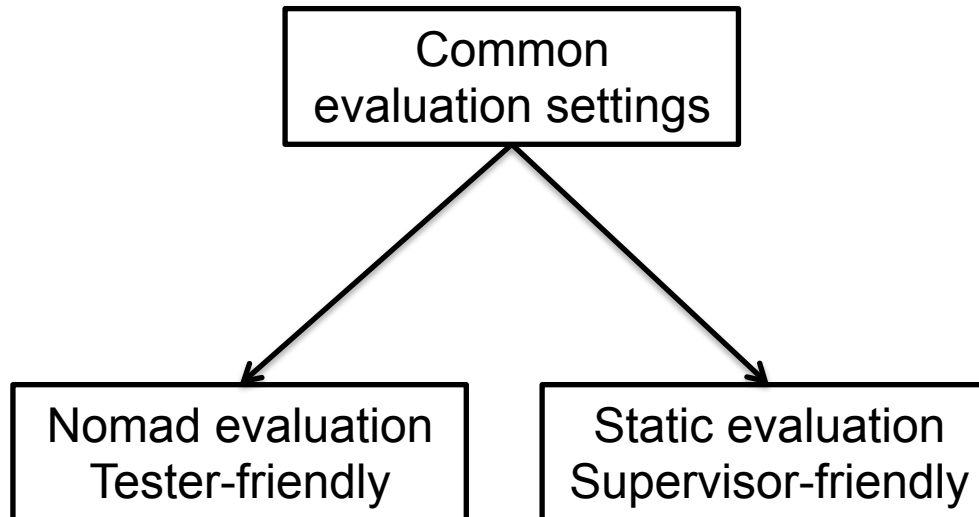 Common
evaluation settings
Nomad evaluation
Tester-friendly
Static evaluation
Supervisor-friendly